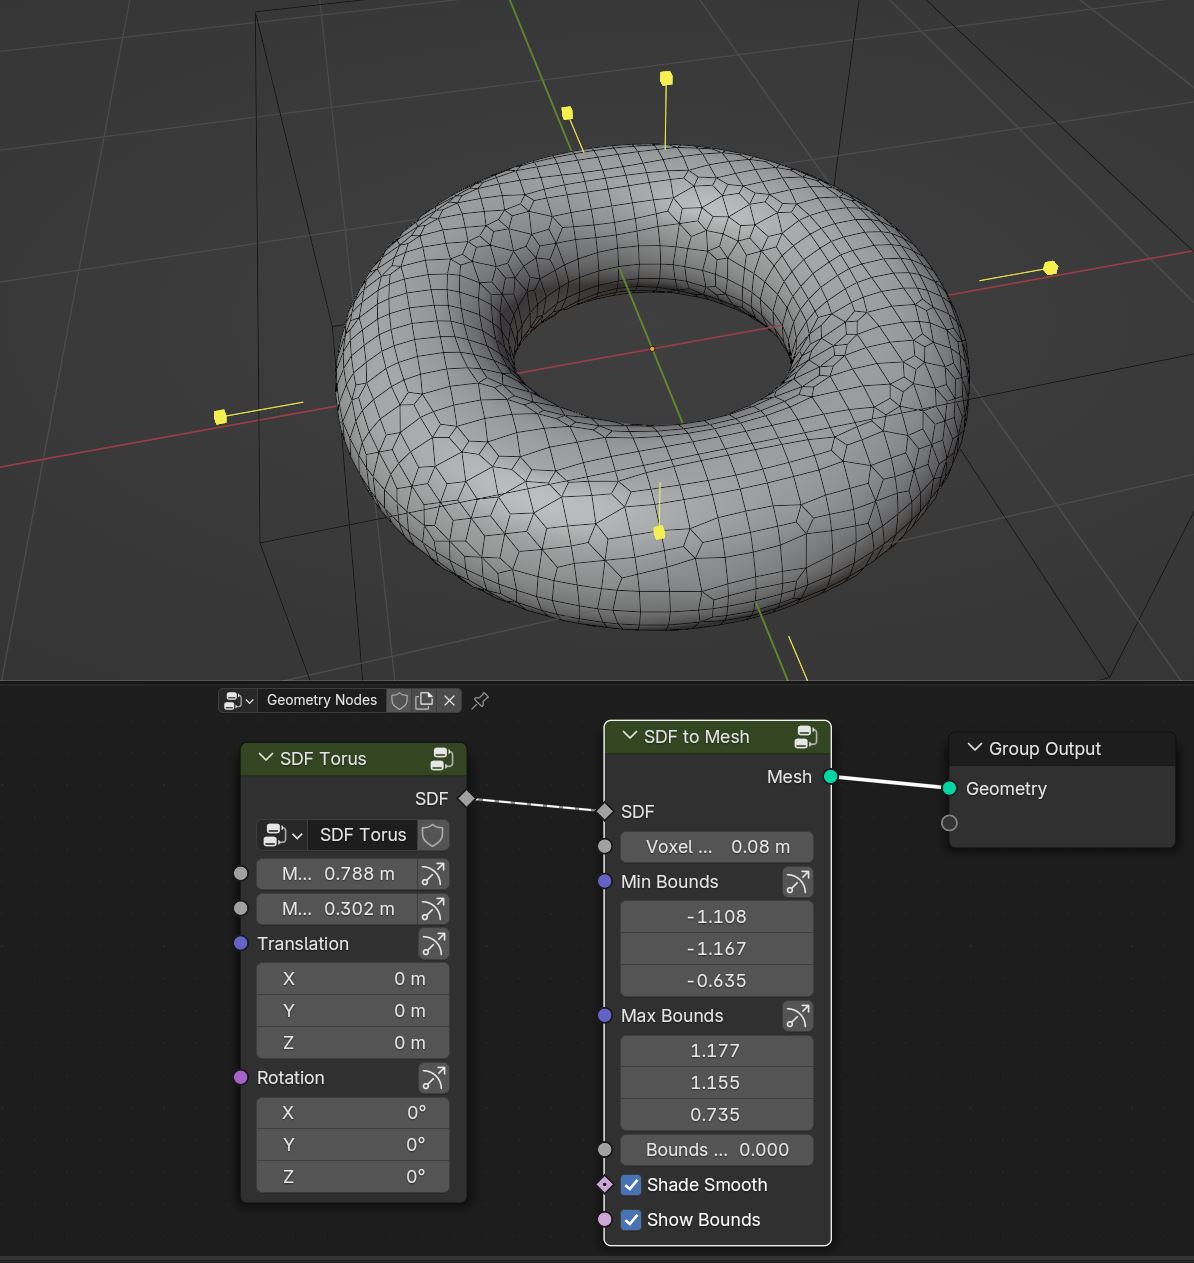 Geometry Nodes
SDF Torus
SDF
SDF Torus
M... 0.788 m
M... 0.302 m
Translation
X 0 m
Y 0 m
Z 0 m
Rotation
X 0°
Y 0°
Z 0°
SDF to Mesh
Mesh
SDF
Voxel ... 0.08 m
Min Bounds
-1.108
-1.167
-0.635
Max Bounds
1.177
1.155
0.735
Bounds ... 0.000
Shade Smooth
Show Bounds
Group Output
Geometry